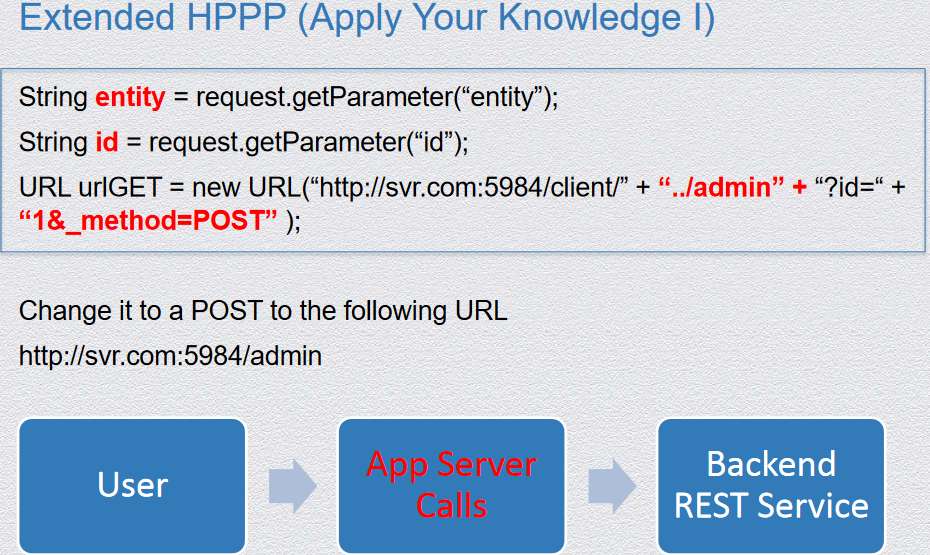 Extended HPPP (Apply Your Knowledge I)
String entity = request.getParameter(“entity”);
String id = request.getParameter(“id”);
URL urlGET = new URL(“http://svr.com:5984/client/” + “../admin” + “?id=“ +
“1&_method=POST” );
Change it to a POST to the following URL
http://svr.com:5984/admin
User
App Server
Calls
Backend
REST Service